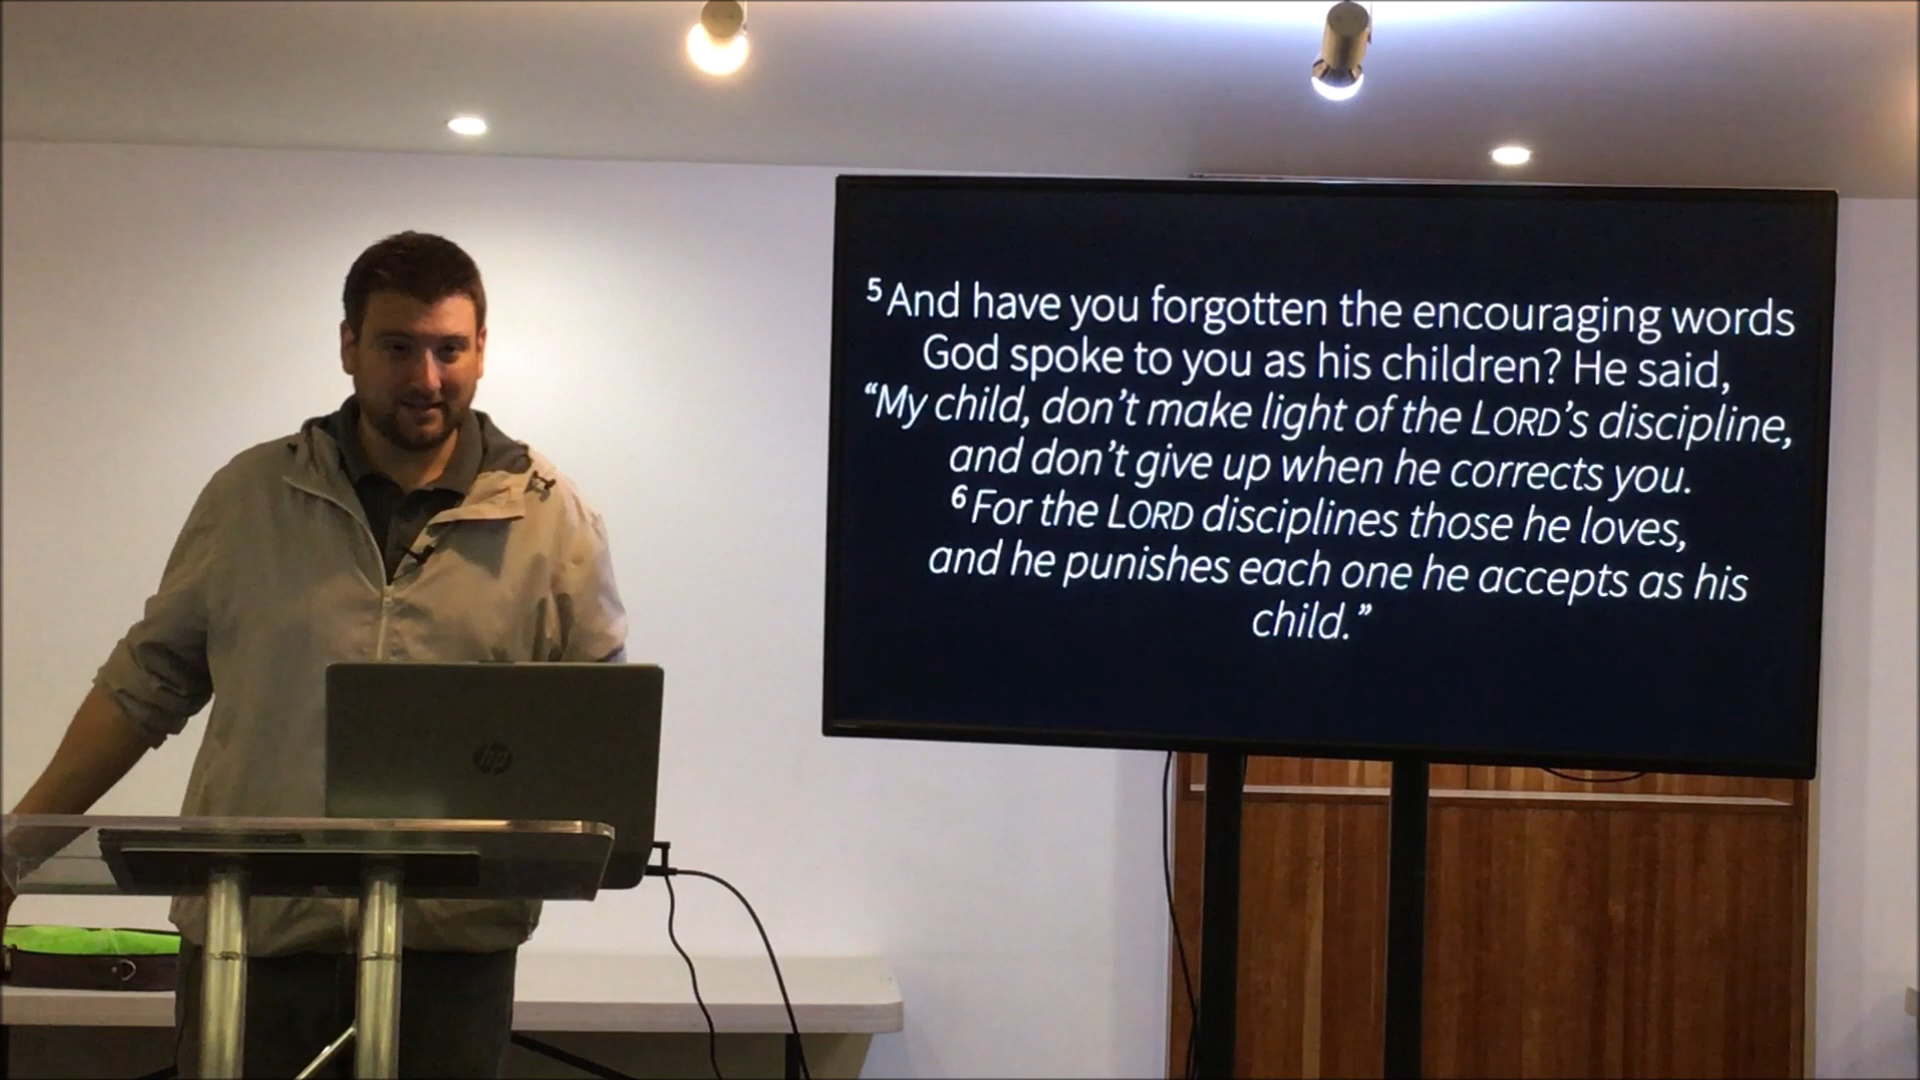 hp
⁵And have you forgotten the encouraging words
God spoke to you as his children? He said,
“My child, don’t make light of the LORD’s discipline,
and don’t give up when he corrects you.
⁶For the LORD disciplines those he loves,
and he punishes each one he accepts as his
child.”